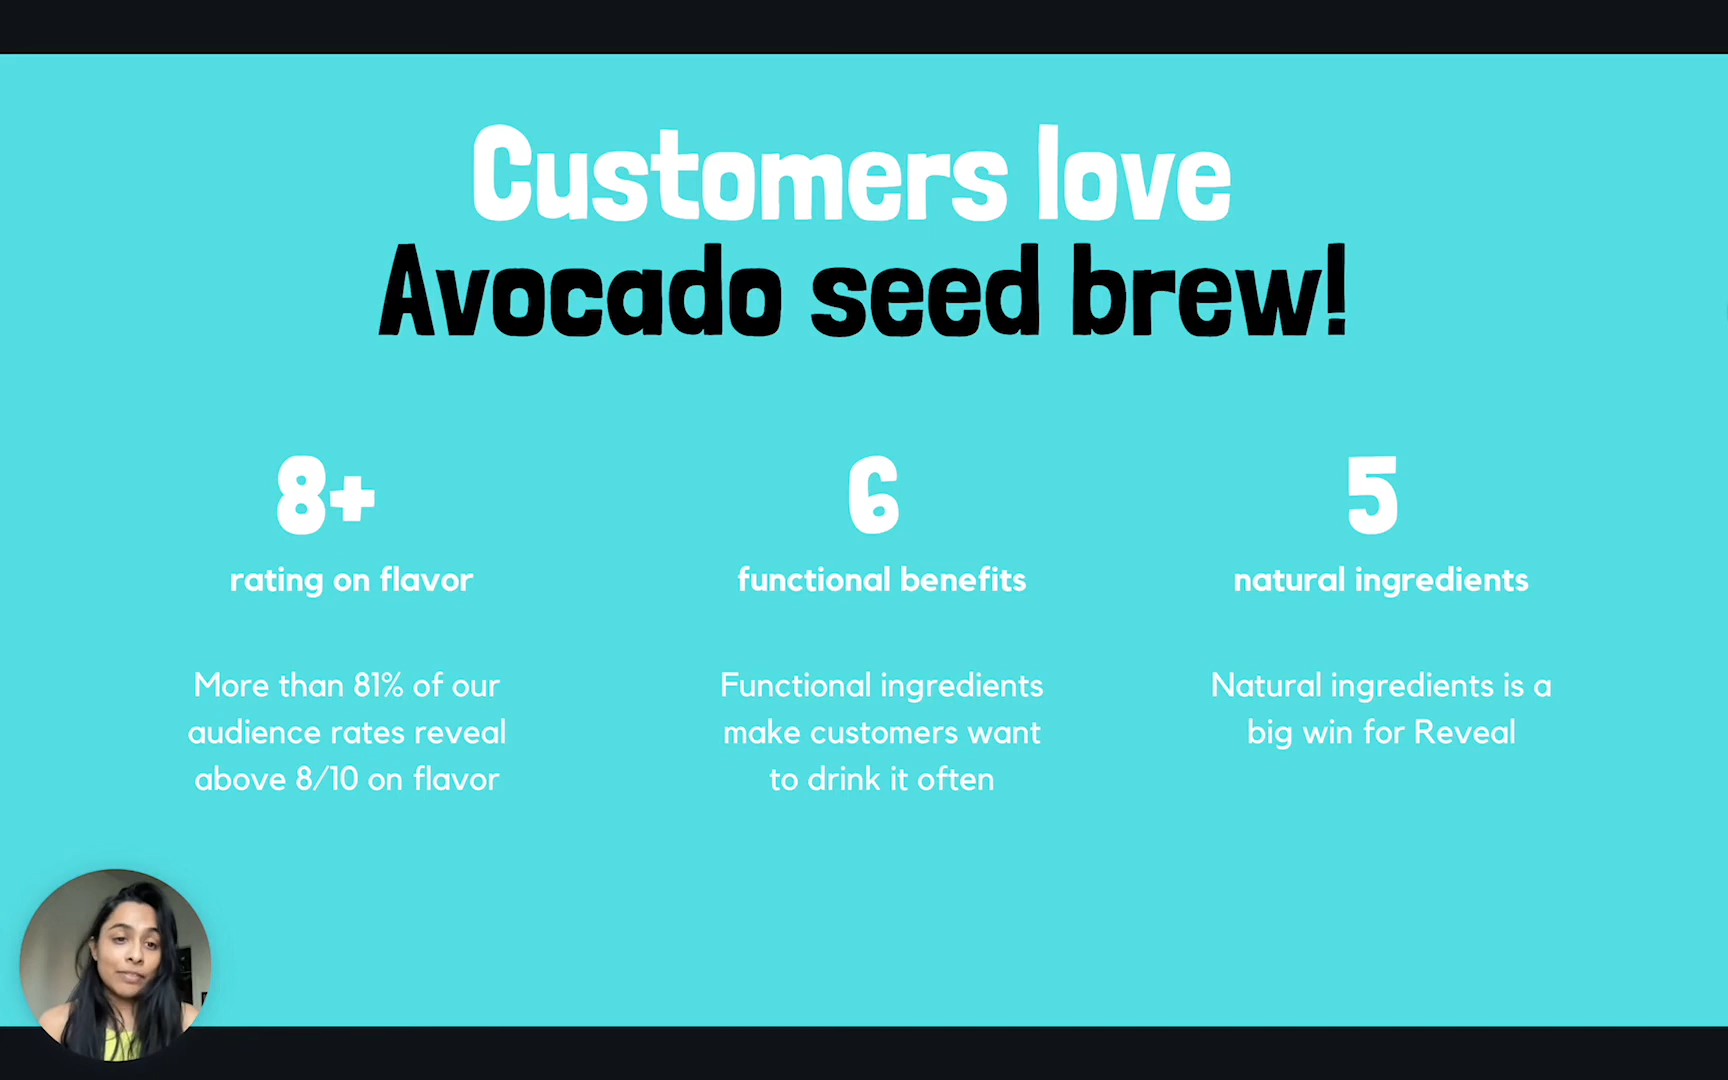 Customers love
Avocado seed brew!
8+
rating on flavor
More than 81% of our
audience rates reveal
above 8/10 on flavor
6
functional benefits
Functional ingredients
make customers want
to drink it often
5
natural ingredients
Natural ingredients is a
big win for Reveal